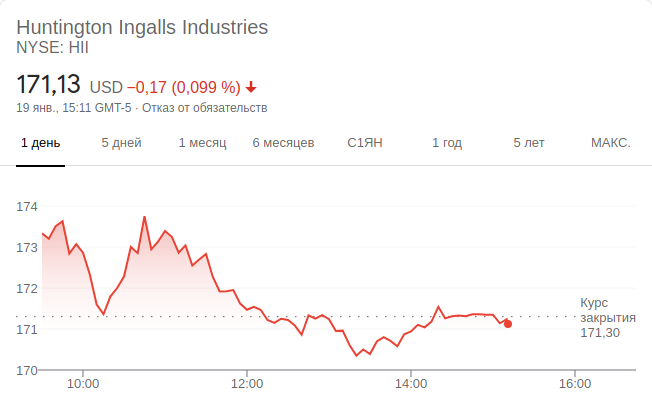 Huntington Ingalls Industries
NYSE: HII
171,13 USD −0,17 (0,099 %)
19 янв., 15:11 GMT-5 · Отказ от обязательств
1 день 5 дней 1 месяц 6 месяцев С1ЯН 1 год 5 лет МАКС.
174
173
172
171
170
Курс
закрытия
171,30
10:00 12:00 14:00 16:00